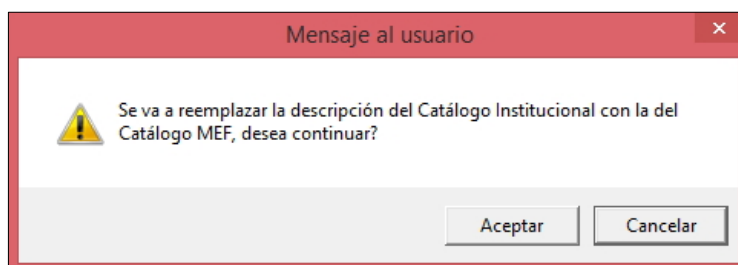 Mensaje al usuario
Se va a reemplazar la descripción del Catálogo Institucional con la del
Catálogo MEF, desea continuar?
Aceptar Cancelar